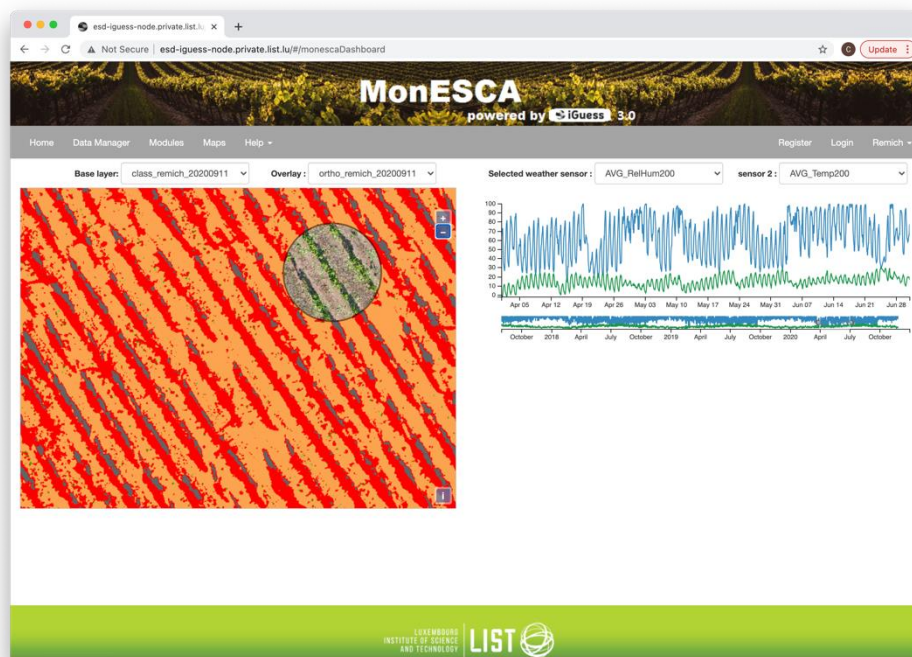 esd-iguess-node.private.list.lu
Not Secure | esd-iguess-node.private.list.lu/#/monescaDashboard
C
Update
MonESCA
powered by iGuess 3.0
Home Data Manager Modules Maps Help Register Login Remich
Base layer: class_remich_20200911 Overlay : ortho_remich_20200911 Selected weather sensor : AVG_RelHum200 sensor 2 : AVG_Temp200
+
−
100
90
80
70
60
50
40
30
20
10
0
Apr 05 Apr 12 Apr 19 Apr 26 May 03 May 10 May 17 May 24 May 31 Jun 07 Jun 14 Jun 21 Jun 28
October 2018 April July October 2019 April July October 2020 April July October
i
LUXEMBOURG
INSTITUTE OF SCIENCE
AND TECHNOLOGY
LIST